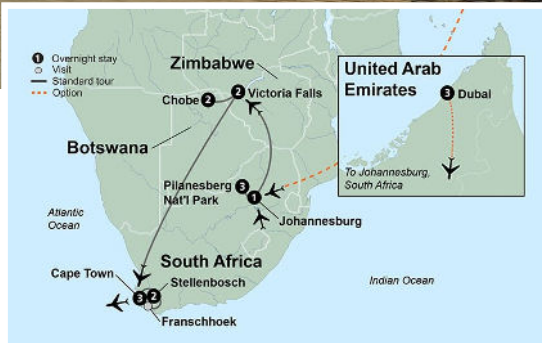 1 Overnight stay
Visit
Standard tour
Option
Zimbabwe
2 Victoria Falls
Chobe 2
Botswana
Pilanesberg 3
Nat'l Park
1
Johannesburg
Atlantic
Ocean
South Africa
Cape Town
3 2 Stellenbosch
Franschhoek
Indian Ocean
United Arab
Emirates
3 Dubai
To Johannesburg,
South Africa